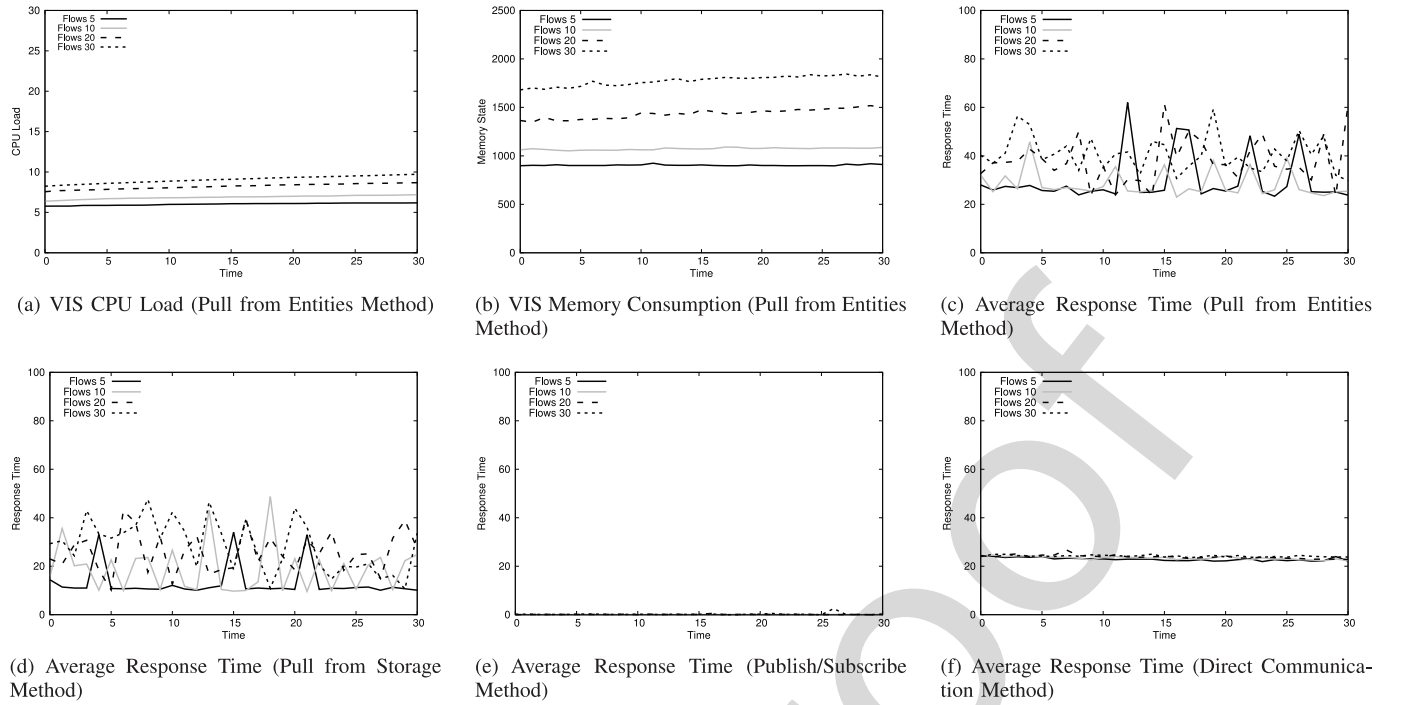 Flows 5
Flows 10
Flows 20
Flows 30
CPU Load
30
25
20
15
10
5
0
0 5 10 15 20 25 30
Time
(a) VIS CPU Load (Pull from Entities Method)
Flows 5
Flows 10
Flows 20
Flows 30
Memory State
2500
2000
1500
1000
500
0
0 5 10 15 20 25 30
Time
(b) VIS Memory Consumption (Pull from Entities
Method)
Flows 5
Flows 10
Flows 20
Flows 30
Response Time
100
80
60
40
20
0
0 5 10 15 20 25 30
Time
(c) Average Response Time (Pull from Entities
Method)
Flows 5
Flows 10
Flows 20
Flows 30
Response Time
100
80
60
40
20
0
0 5 10 15 20 25 30
Time
(d) Average Response Time (Pull from Storage
Method)
Flows 5
Flows 10
Flows 20
Flows 30
Response Time
100
80
60
40
20
0
0 5 10 15 20 25 30
Time
(e) Average Response Time (Publish/Subscribe
Method)
Flows 5
Flows 10
Flows 20
Flows 30
Response Time
100
80
60
40
20
0
0 5 10 15 20 25 30
Time
(f) Average Response Time (Direct Communica-
tion Method)
of